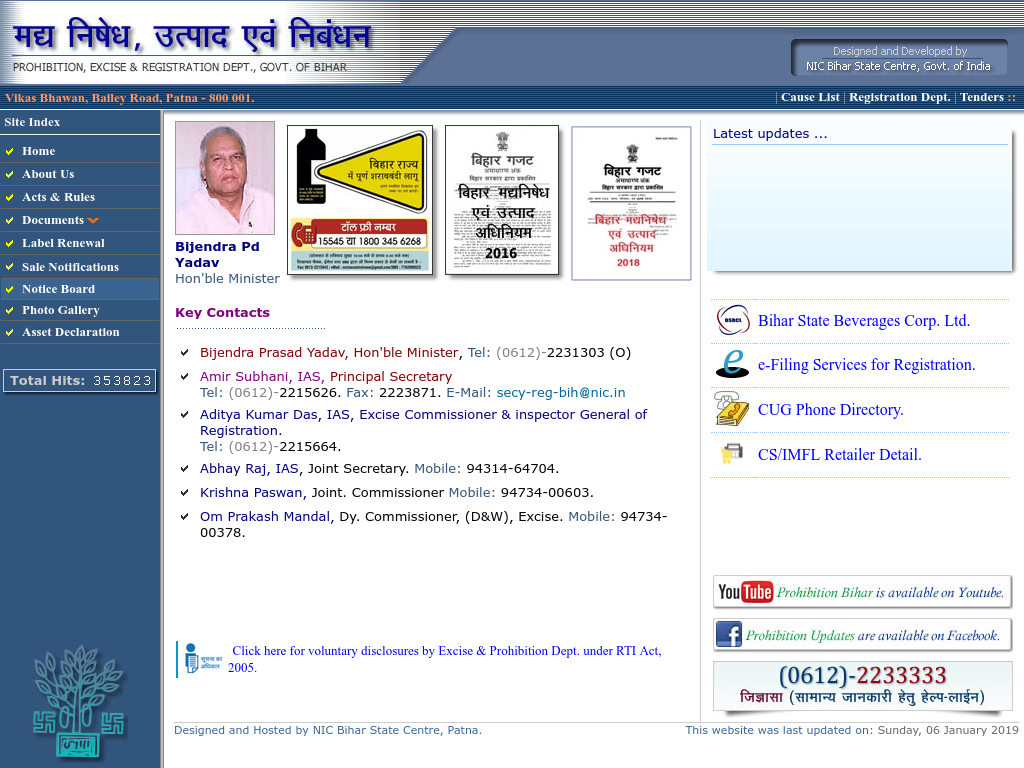 मद्य निषेध, उत्पाद एवं निबंधन
PROHIBITION, EXCISE & REGISTRATION DEPT., GOVT. OF BIHAR
Designed and Developed by
NIC Bihar State Centre, Govt. of India
Vikas Bhawan, Bailey Road, Patna - 800 001.
| Cause List | Registration Dept. | Tenders ::
Site Index
Home
About Us
Acts & Rules
Documents
Label Renewal
Sale Notifications
Notice Board
Photo Gallery
Asset Declaration
Total Hits: 353823
Bijendra Pd
Yadav
Hon'ble Minister
बिहार राज्य
में पूर्ण शराबबंदी लागू
टॉल फ्री नम्बर
15545 या 1800 345 6268
बिहार गजट
असाधारण अंक
बिहार सरकार द्वारा प्रकाशित
बिहार मद्यनिषेध
एवं उत्पाद
अधिनियम
2016
बिहार गजट
असाधारण अंक
बिहार सरकार द्वारा प्रकाशित
बिहार मद्यनिषेध
एवं उत्पाद
अधिनियम
2018
Latest updates ...
Key Contacts
Bijendra Prasad Yadav, Hon'ble Minister, Tel: (0612)-2231303 (O)
Amir Subhani, IAS, Principal Secretary
Tel: (0612)-2215626. Fax: 2223871. E-Mail: secy-reg-bih@nic.in
Aditya Kumar Das, IAS, Excise Commissioner & inspector General of
Registration.
Tel: (0612)-2215664.
Abhay Raj, IAS, Joint Secretary. Mobile: 94314-64704.
Krishna Paswan, Joint. Commissioner Mobile: 94734-00603.
Om Prakash Mandal, Dy. Commissioner, (D&W), Excise. Mobile: 94734-
00378.
BSBCL
Bihar State Beverages Corp. Ltd.
e-Filing Services for Registration.
CUG Phone Directory.
CS/IMFL Retailer Detail.
YouTube Prohibition Bihar is available on Youtube.
Prohibition Updates are available on Facebook.
(0612)-2233333
जिज्ञासा (सामान्य जानकारी हेतु हेल्प-लाईन)
सूचना का
अधिकार
Click here for voluntary disclosures by Excise & Prohibition Dept. under RTI Act,
2005.
Designed and Hosted by NIC Bihar State Centre, Patna.
This website was last updated on: Sunday, 06 January 2019